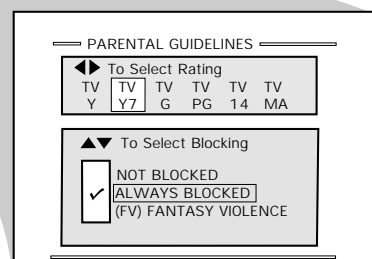 PARENTAL GUIDELINES
To Select Rating
TV TV TV TV TV TV
Y Y7 G PG 14 MA
To Select Blocking
NOT BLOCKED
ALWAYS BLOCKED
(FV) FANTASY VIOLENCE